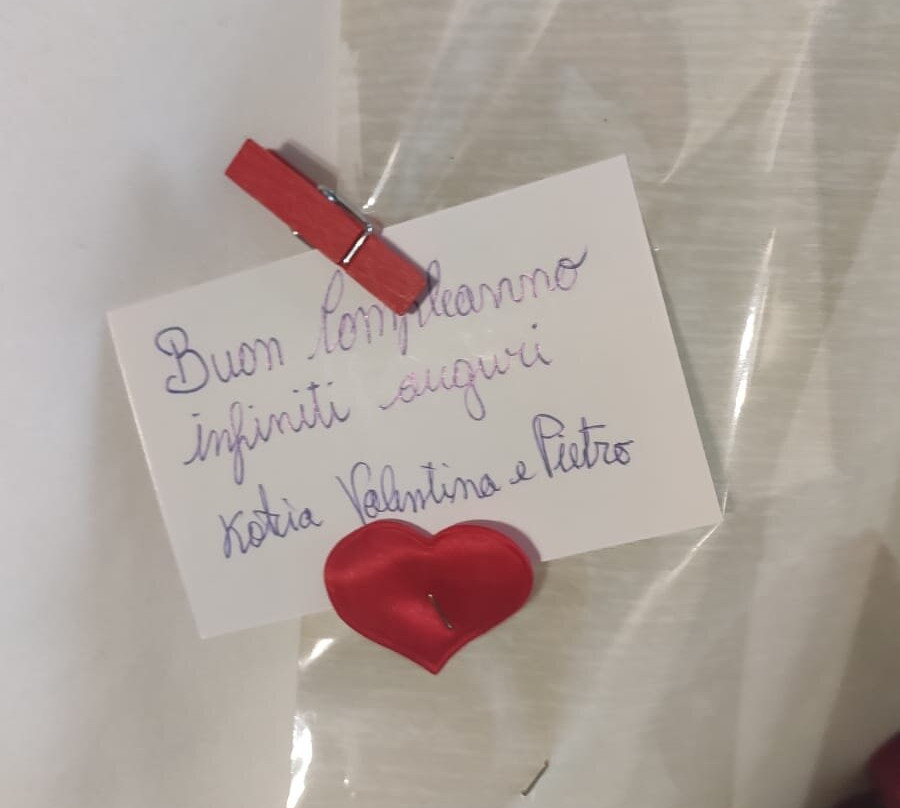 Buon Compleanno
infiniti auguri
Katia Valentina e Pietro